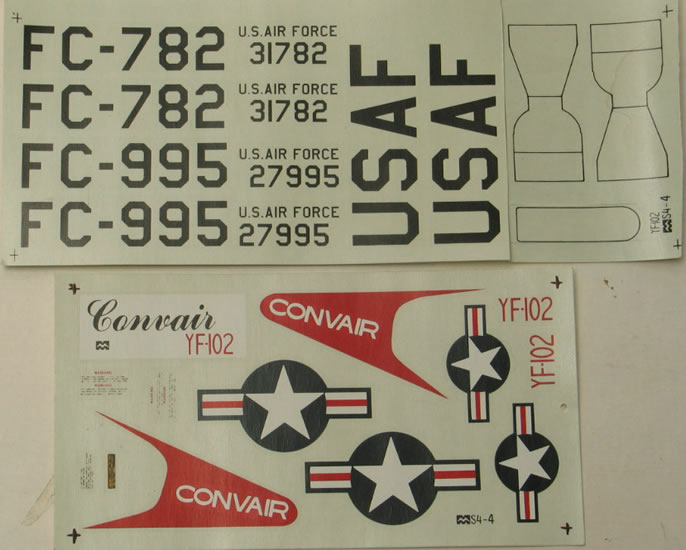 FC-782
U.S.AIR FORCE
31782
FC-782
U.S.AIR FORCE
31782
FC-995
U.S.AIR FORCE
27995
FC-995
U.S.AIR FORCE
27995
USAF
USAF
YF-102
S4-4
Convair
YF-102
CONVAIR
YF-102
YF-102
WARNING
CONVAIR
S4-4